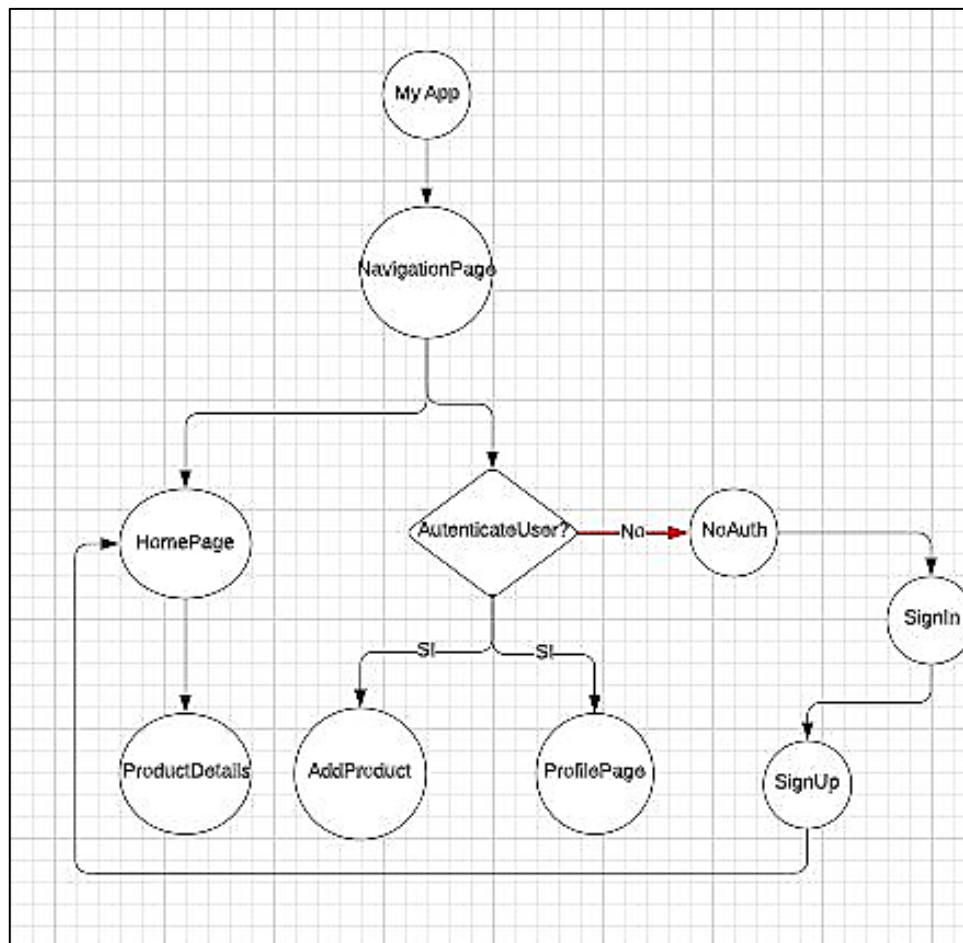 My App
NavigationPage
HomePage
AutenticateUser?
No
NoAuth
SignIn
SI
SI
ProductDetails
AddProduct
ProfilePage
SignUp